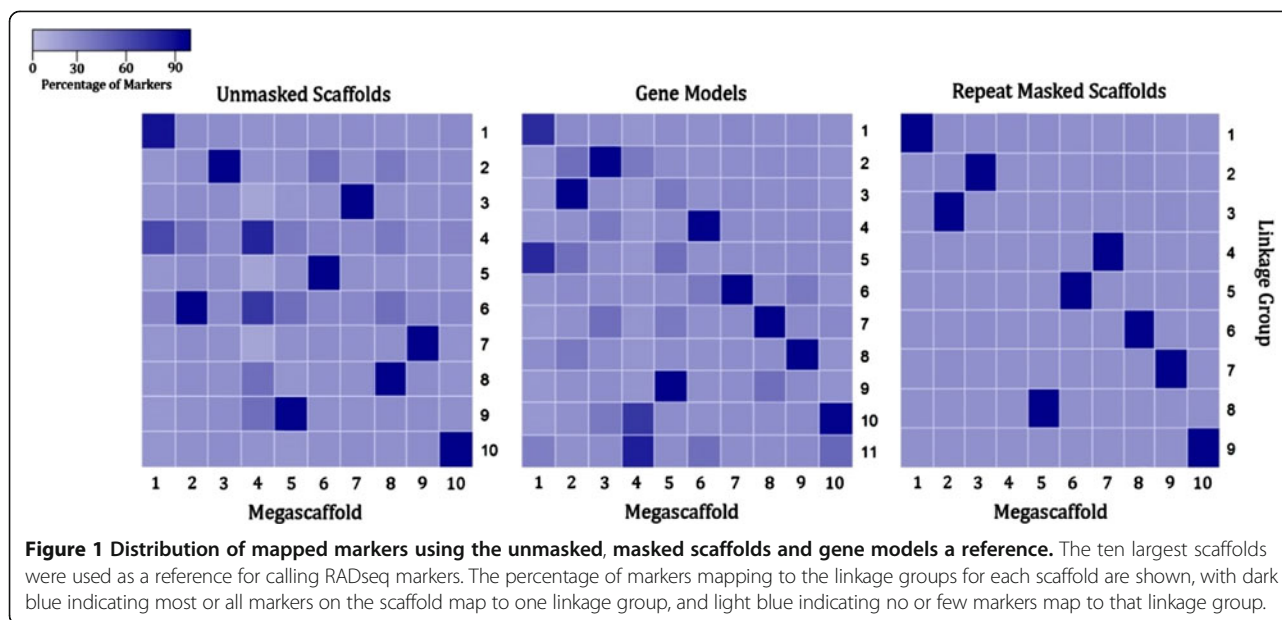 0 30 60 90
Percentage of Markers
Unmasked Scaffolds
1
2
3
4
5
6
7
8
9
10
1 2 3 4 5 6 7 8 9 10
Megascaffold
Gene Models
1
2
3
4
5
6
7
8
9
10
11
1 2 3 4 5 6 7 8 9 10
Megascaffold
Repeat Masked Scaffolds
1
2
3
4
5
6
7
8
9
Linkage Group
1 2 3 4 5 6 7 8 9 10
Megascaffold
Figure 1 Distribution of mapped markers using the unmasked, masked scaffolds and gene models a reference. The ten largest scaffolds
were used as a reference for calling RADseq markers. The percentage of markers mapping to the linkage groups for each scaffold are shown, with dark
blue indicating most or all markers on the scaffold map to one linkage group, and light blue indicating no or few markers map to that linkage group.